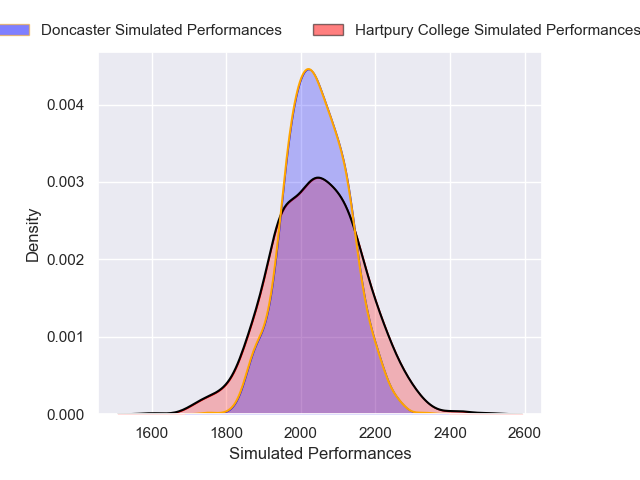 Doncaster Simulated Performances Hartpury College Simulated Performances
0.004
0.003
0.002
0.001
0.000
Density
1600 1800 2000 2200 2400 2600
Simulated Performances